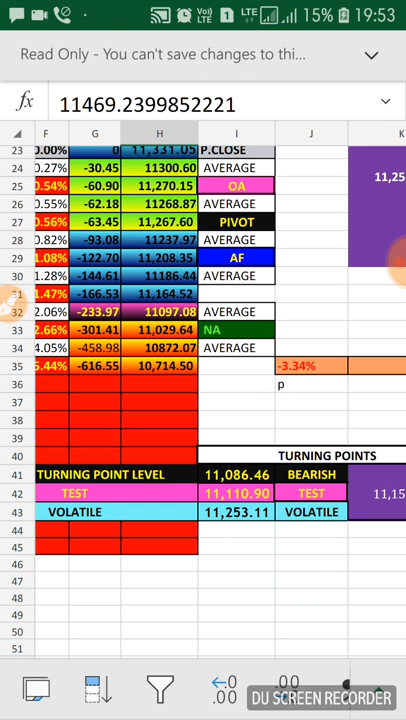 Vo) LTE 1 LTE 15% 19:53
Read Only - You can't save changes to thi...
fx 11469.2399852221
F G H I J K
23 0.00% 0 11,331.05 P.CLOSE
24 0.27% -30.45 11300.60 AVERAGE
11,25
25 0.54% -60.90 11,270.15 OA
26 0.55% -62.18 11268.87 AVERAGE
27 0.56% -63.45 11,267.60 PIVOT
28 0.82% -93.08 11237.97 AVERAGE
29 1.08% -122.70 11,208.35 AF
30 1.28% -144.61 11186.44 AVERAGE
31 1.47% -166.53 11,164.52
32 2.06% -233.97 11097.08 AVERAGE
33 2.66% -301.41 11,029.64 NA
34 4.05% -458.98 10872.07 AVERAGE
35 5.44% -616.55 10,714.50 -3.34%
36 p
37
38
39
40 TURNING POINTS
41 TURNING POINT LEVEL 11,086.46 BEARISH
42 TEST 11,110.90 TEST 11,15
43 VOLATILE 11,253.11 VOLATILE
44
45
46
47
48
49
50
51
←.0 .00
.00
DU SCREEN RECORDER